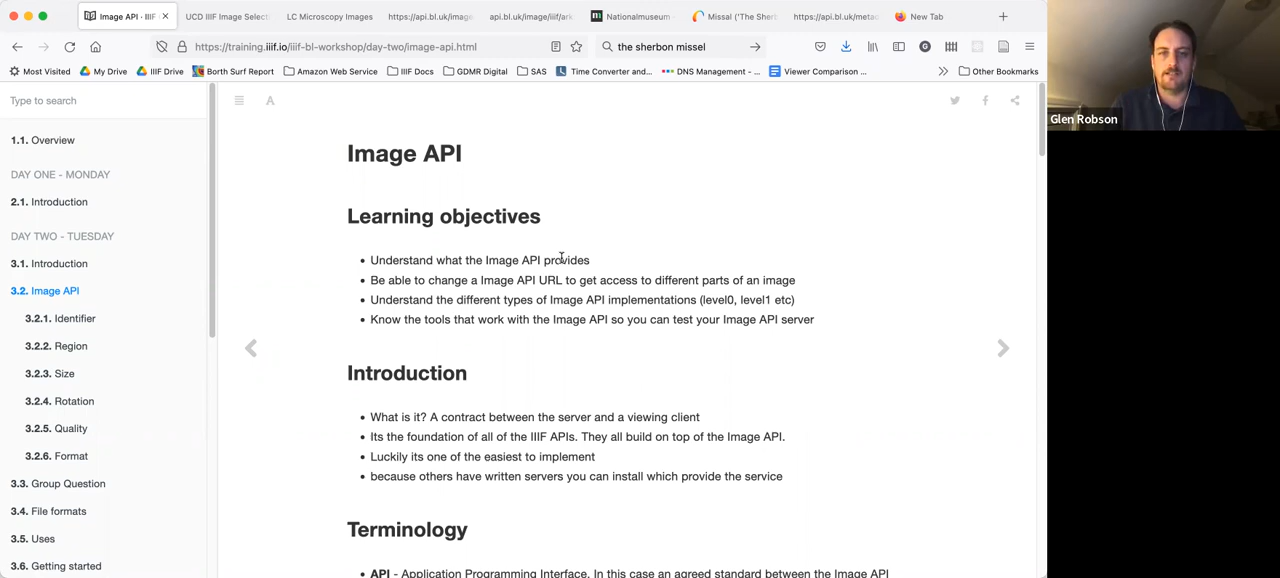 Image API · IIIF
UCD IIIF Image Selecti
LC Microscopy Images
https://api.bl.uk/image
api.bl.uk/image/iiif/ark
Nationalmuseum -
Missal ('The Sherb
https://api.bl.uk/metad
New Tab
https://training.iiif.io/iiif-bl-workshop/day-two/image-api.html
the sherbon missel
Most Visited
My Drive
IIIF Drive
Borth Surf Report
Amazon Web Service
IIIF Docs
GDMR Digital
SAS
Time Converter and...
DNS Management - ...
Viewer Comparison ...
Other Bookmarks
Glen Robson
Type to search
1.1. Overview
DAY ONE - MONDAY
2.1. Introduction
DAY TWO - TUESDAY
3.1. Introduction
3.2. Image API
3.2.1. Identifier
3.2.2. Region
3.2.3. Size
3.2.4. Rotation
3.2.5. Quality
3.2.6. Format
3.3. Group Question
3.4. File formats
3.5. Uses
3.6. Getting started
A
Image API
Learning objectives
• Understand what the Image API provides
• Be able to change a Image API URL to get access to different parts of an image
• Understand the different types of Image API implementations (level0, level1 etc)
• Know the tools that work with the Image API so you can test your Image API server
Introduction
• What is it? A contract between the server and a viewing client
• Its the foundation of all of the IIIF APIs. They all build on top of the Image API.
• Luckily its one of the easiest to implement
• because others have written servers you can install which provide the service
Terminology
• API - Application Programming Interface. In this case an agreed standard between the Image API